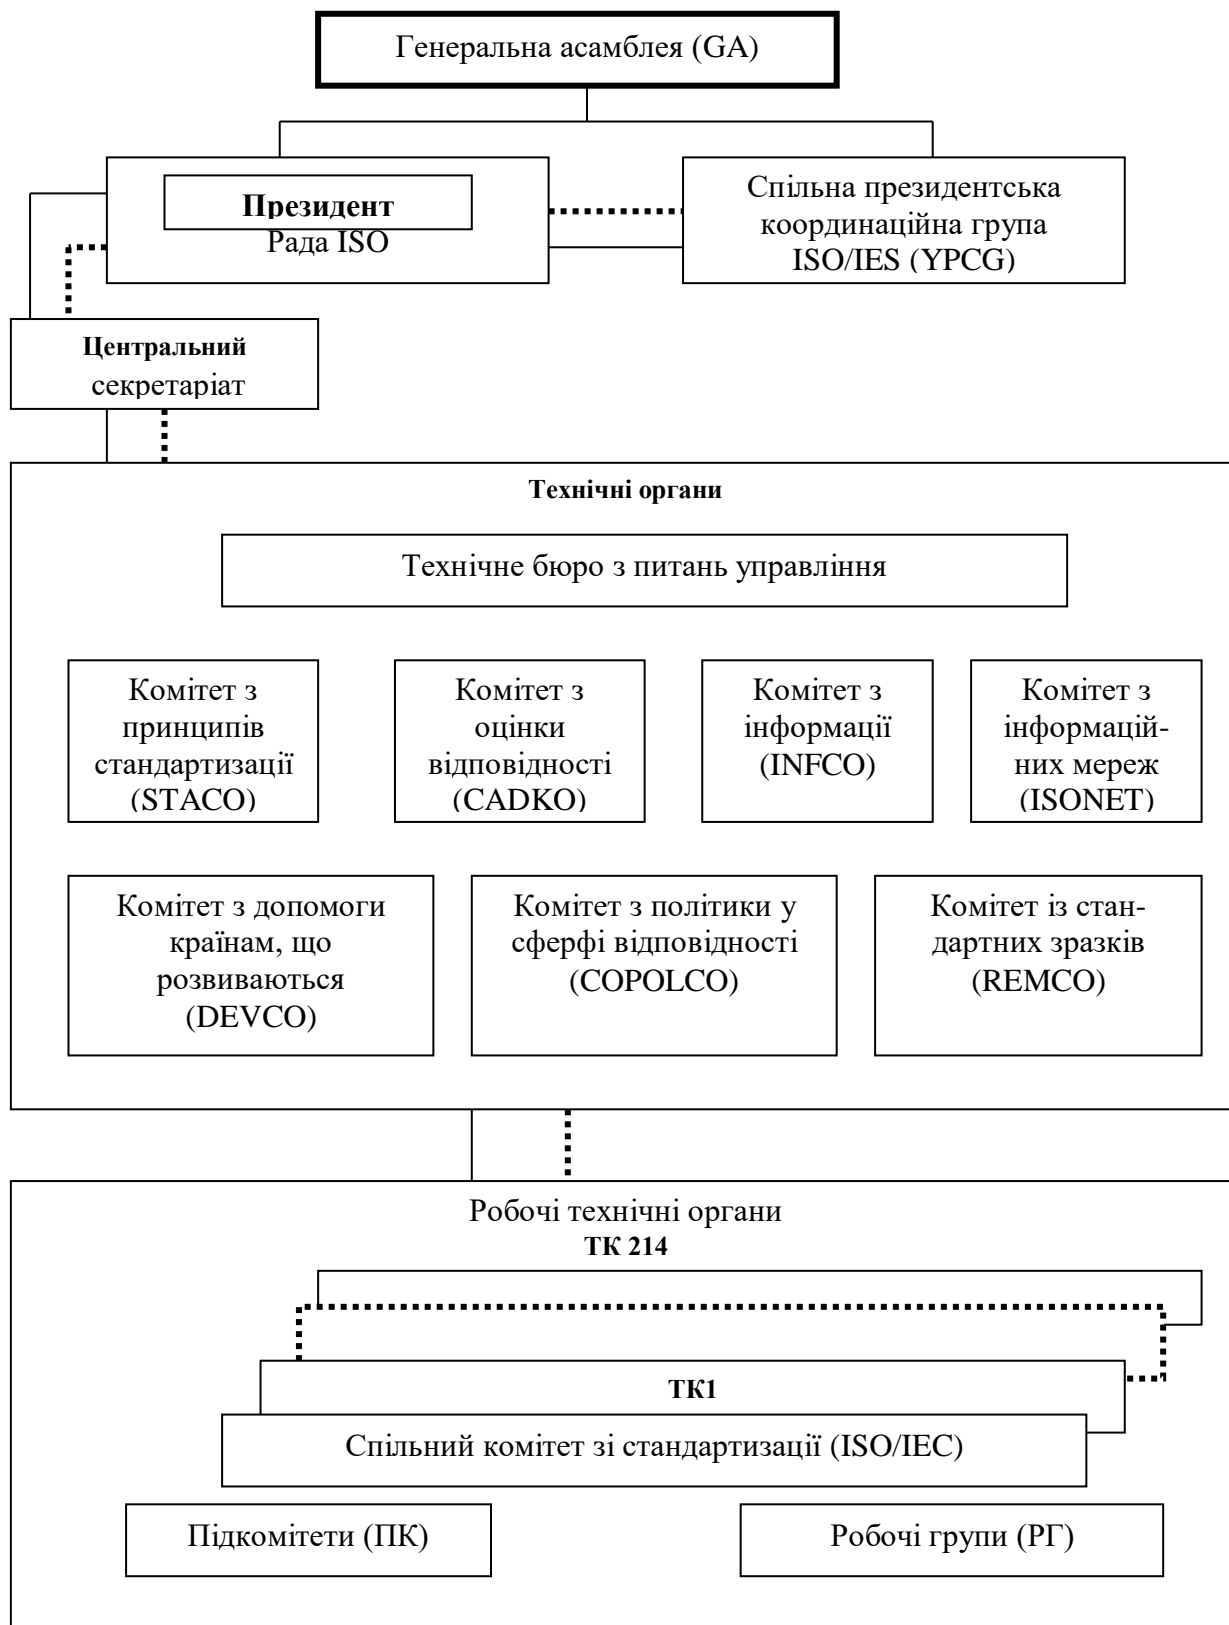 Генеральна асамблея (GA)
Президент
Рада ISO
Спільна президентська
координаційна група
ISO/IES (YPCG)
Центральний
секретаріат
Технічні органи
Технічне бюро з питань управління
Комітет з
принципів
стандартизації
(STACO)
Комітет з
оцінки
відповідності
(CADKO)
Комітет з
інформації
(INFCO)
Комітет з
інформацій-
них мереж
(ISONET)
Комітет з допомоги
країнам, що
розвиваються
(DEVCO)
Комітет з політики у
сферфі відповідності
(COPOLCO)
Комітет із стан-
дартних зразків
(REMCO)
Робочі технічні органи
ТК 214
ТК1
Спільний комітет зі стандартизації (ISO/IEC)
Підкомітети (ПК)
Робочі групи (РГ)